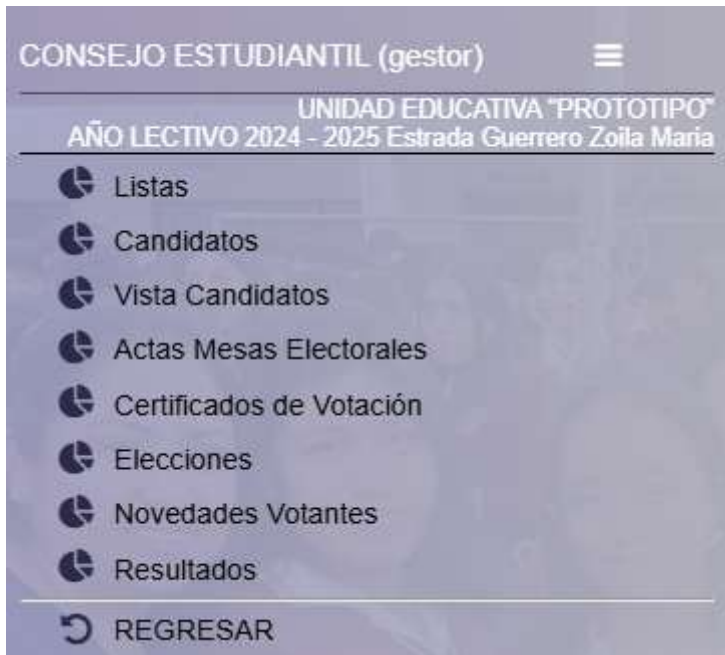 CONSEJO ESTUDIANTIL (gestor)
UNIDAD EDUCATIVA "PROTOTIPO"
AÑO LECTIVO 2024 - 2025 Estrada Guerrero Zoila Maria
Listas
Candidatos
Vista Candidatos
Actas Mesas Electorales
Certificados de Votación
Elecciones
Novedades Votantes
Resultados
REGRESAR